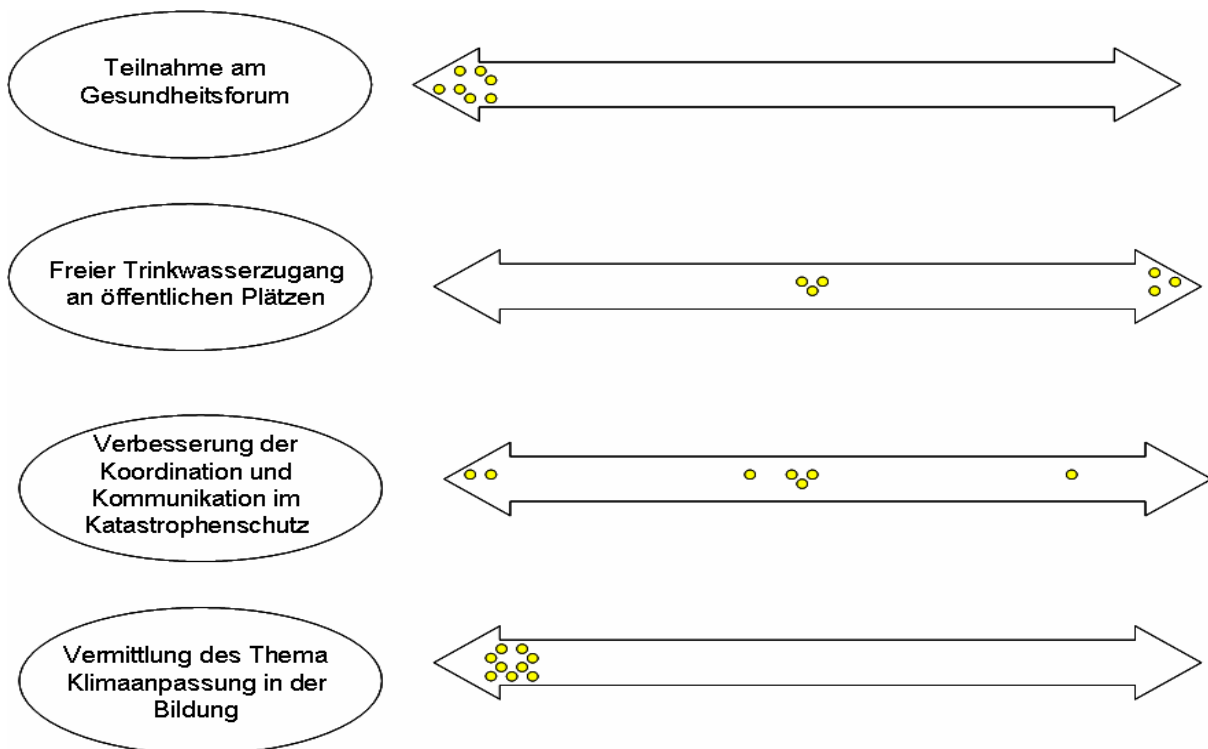 Teilnahme am
Gesundheitsforum
Freier Trinkwasserzugang
an öffentlichen Plätzen
Verbesserung der
Koordination und
Kommunikation im
Katastrophenschutz
Vermittlung des Thema
Klimaanpassung in der
Bildung